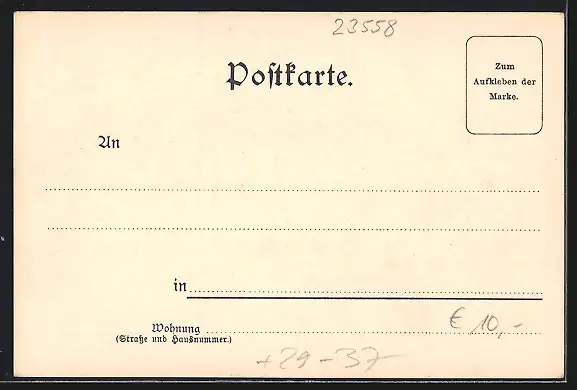 23558
Postkarte.
Zum
Aufkleben der
Marke.
An
in
Wohnung
(Straße und Hausnummer.)
€ 10,-
+29-37